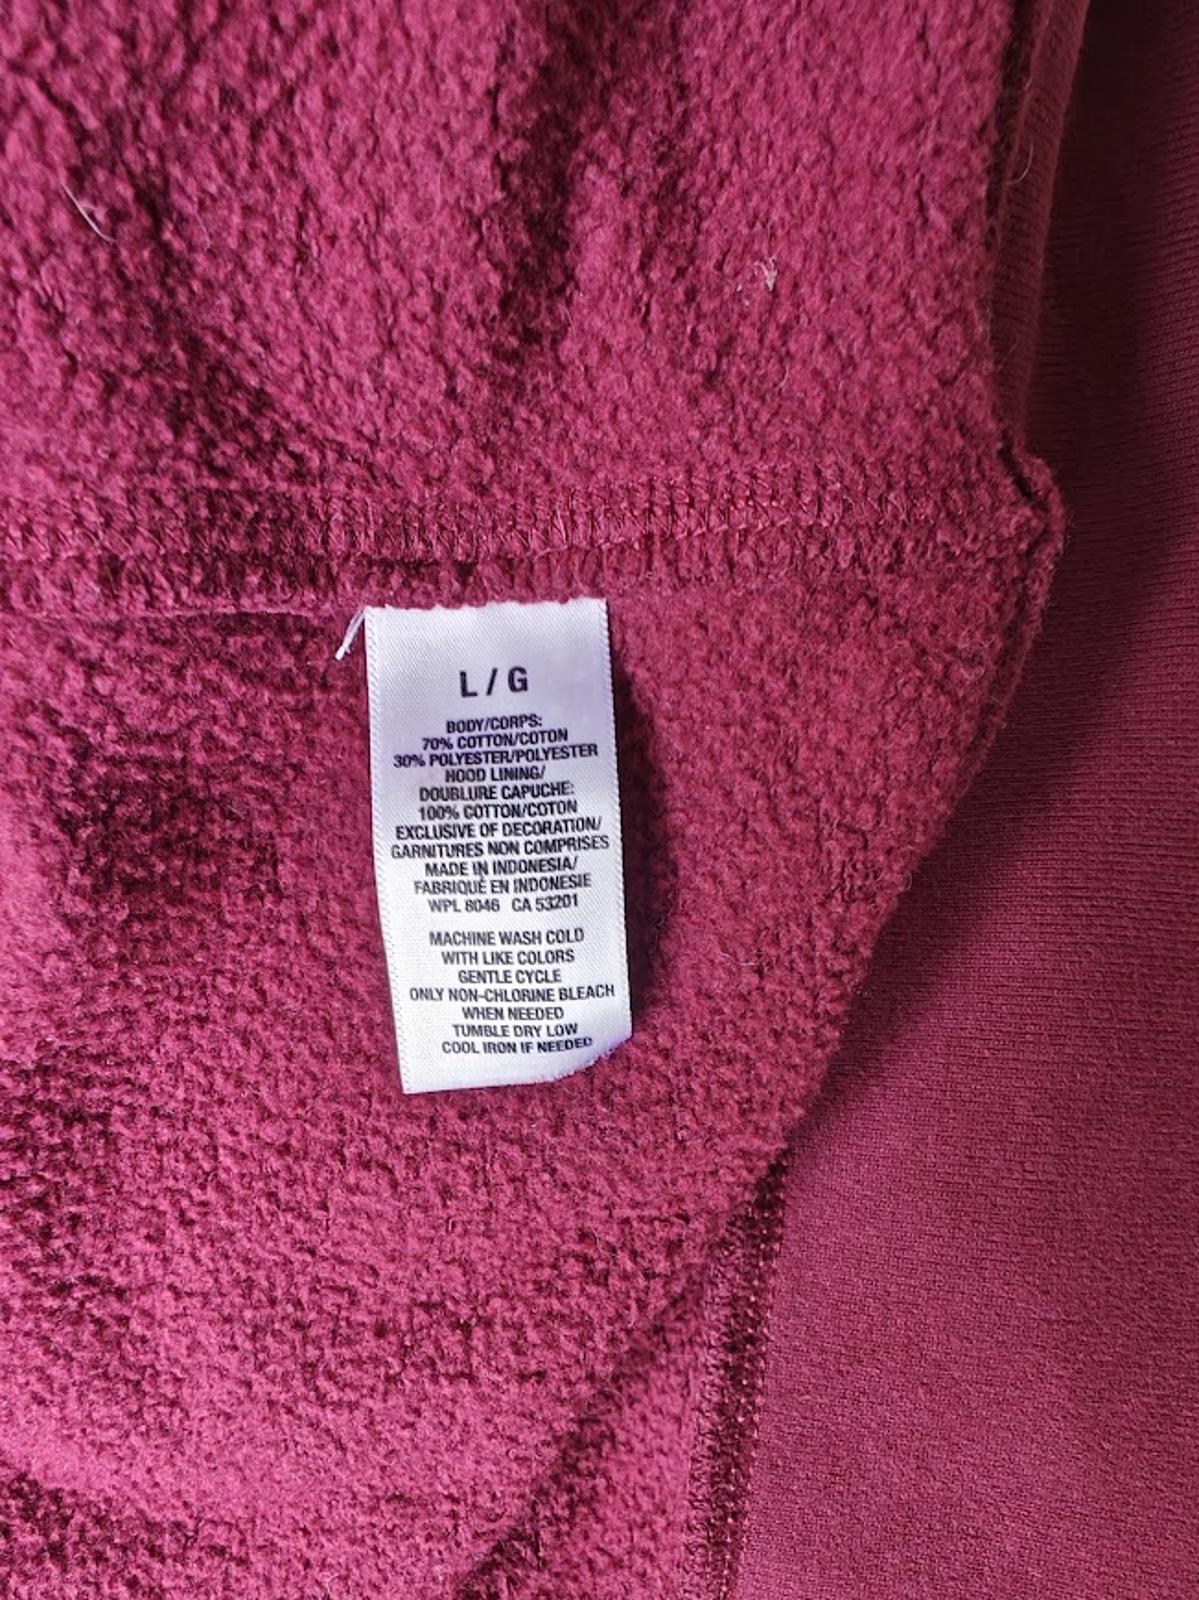 L / G
BODY/CORPS:
70% COTTON/COTON
30% POLYESTER/POLYESTER
HOOD LINING/
DOUBLURE CAPUCHE:
100% COTTON/COTON
EXCLUSIVE OF DECORATION/
GARNITURES NON COMPRISES
MADE IN INDONESIA/
FABRIQUÉ EN INDONESIE
WPL 8046 CA 53201
MACHINE WASH COLD
WITH LIKE COLORS
GENTLE CYCLE
ONLY NON-CHLORINE BLEACH
WHEN NEEDED
TUMBLE DRY LOW
COOL IRON IF NEEDED